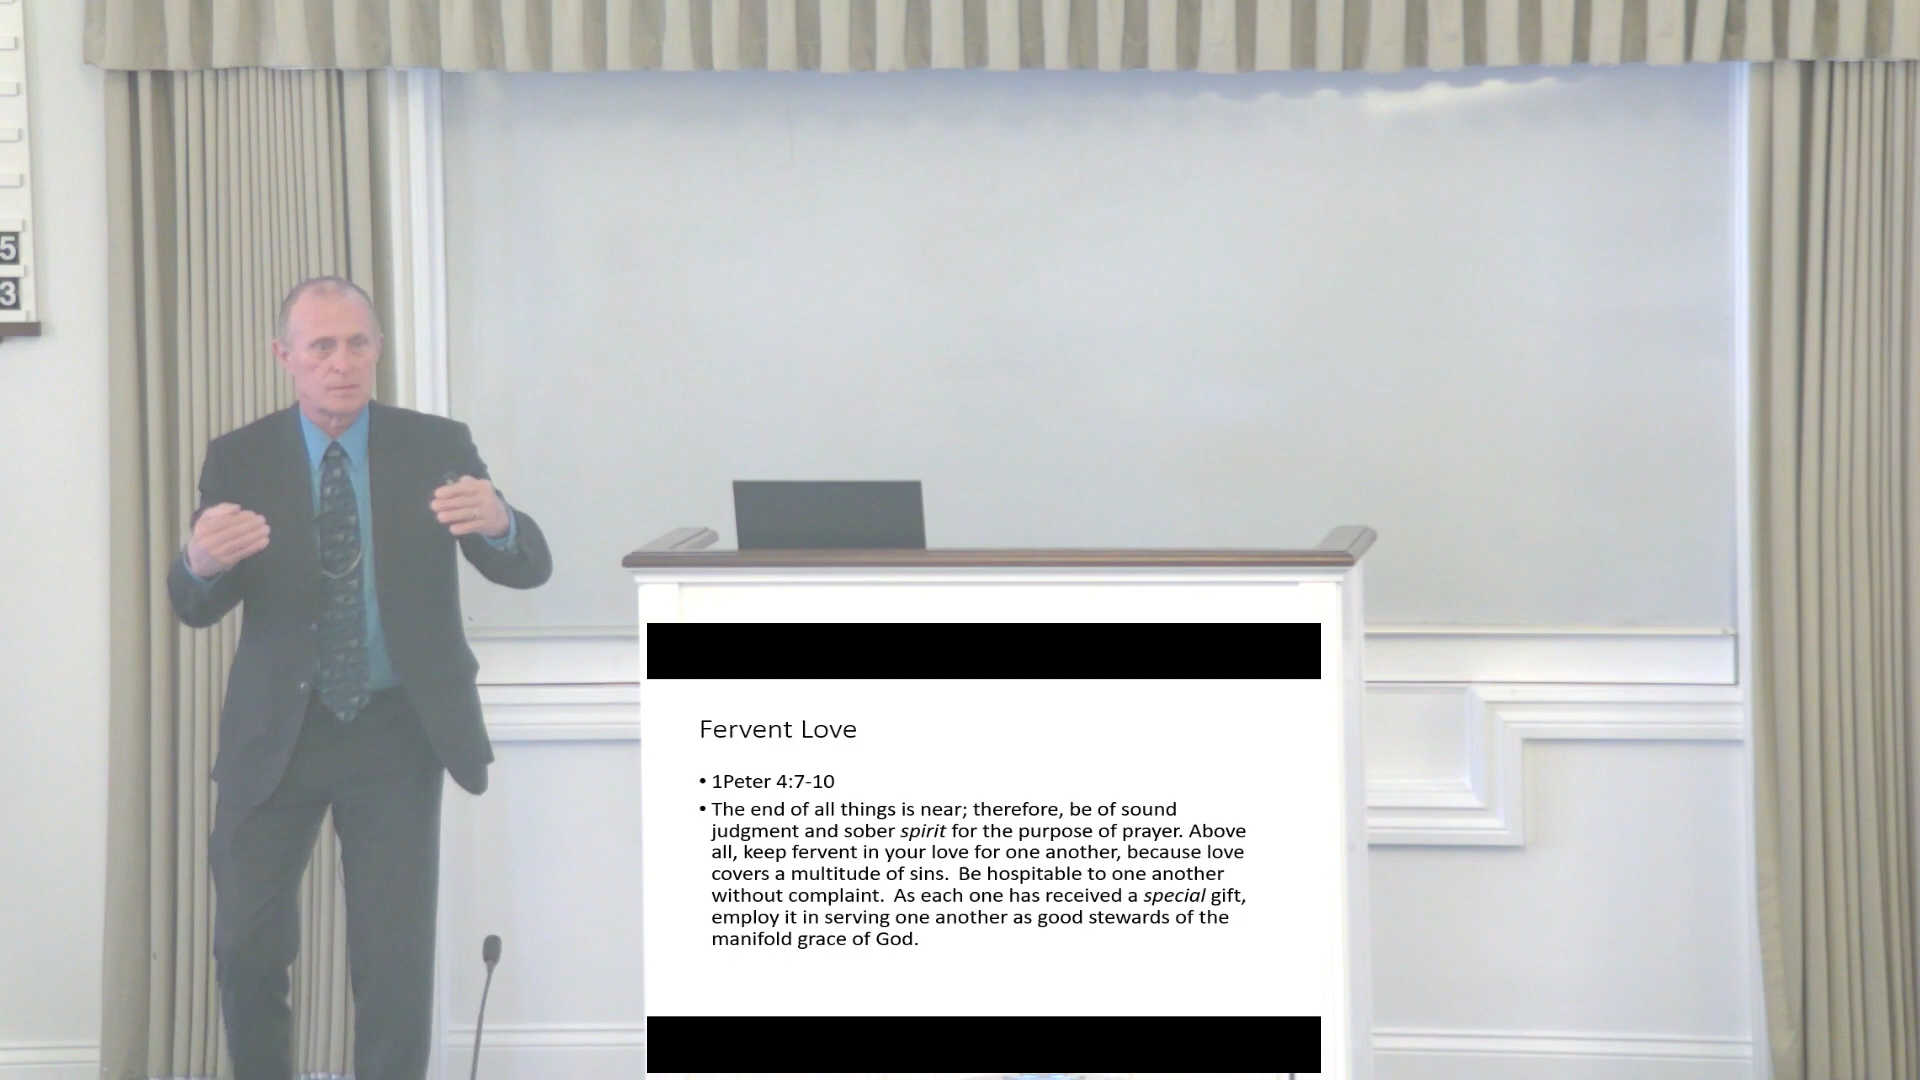 5
3
Fervent Love
• 1Peter 4:7-10
• The end of all things is near; therefore, be of sound
judgment and sober spirit for the purpose of prayer. Above
all, keep fervent in your love for one another, because love
covers a multitude of sins.  Be hospitable to one another
without complaint.  As each one has received a special gift,
employ it in serving one another as good stewards of the
manifold grace of God.